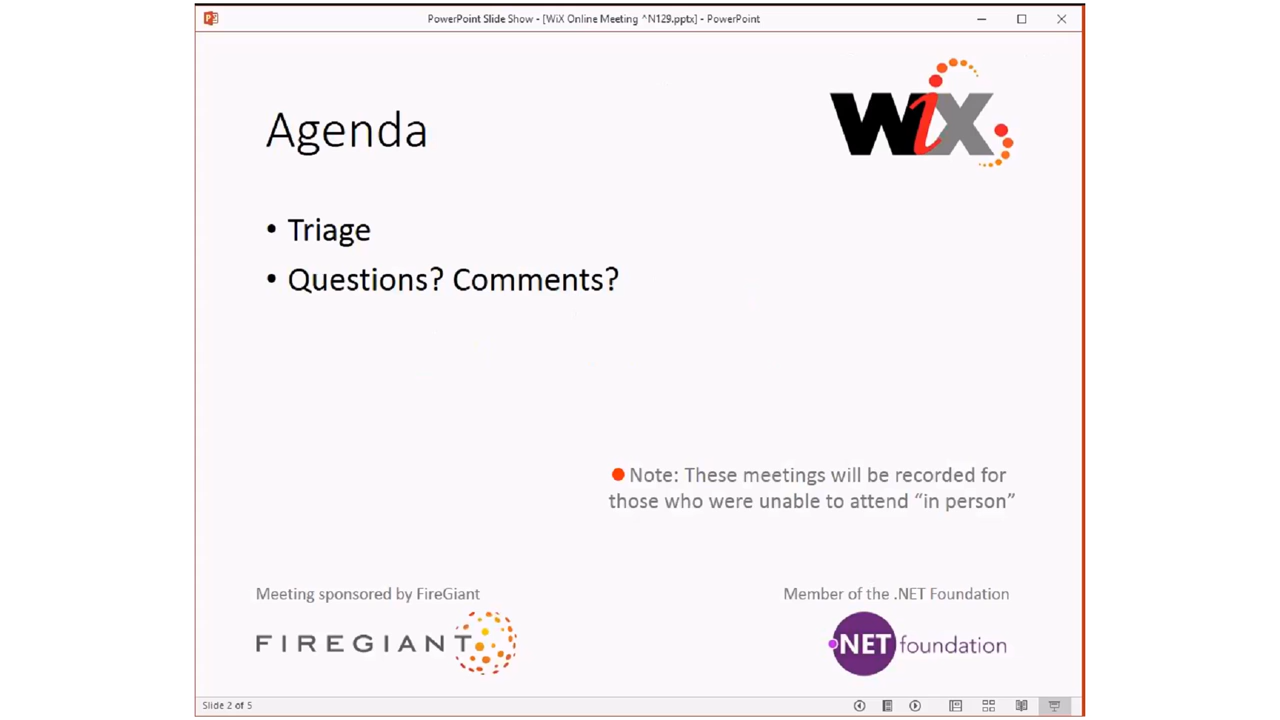 PowerPoint Slide Show - [WiX Online Meeting ^N129.pptx] - PowerPoint
WiX
Agenda
• Triage
• Questions? Comments?
Note: These meetings will be recorded for
those who were unable to attend “in person”
Meeting sponsored by FireGiant
Member of the .NET Foundation
FIREGIANT
.NET foundation
Slide 2 of 5